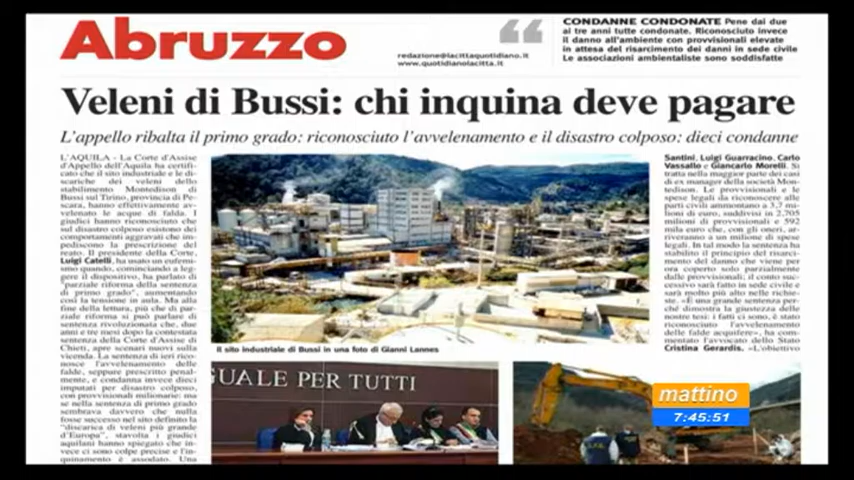 Abruzzo
redazione@lacittaquotidiano.it
www.quotidianolacitta.it
CONDANNE CONDONATE Pene dai due
ai tre anni tutte condonate. Riconosciuto invece
il danno all'ambiente con provvisionali elevate
in attesa del risarcimento dei danni in sede civile
Le associazioni ambientaliste sono soddisfatte
Veleni di Bussi: chi inquina deve pagare
L'appello ribalta il primo grado: riconosciuto l'avvelenamento e il disastro colposo: dieci condanne
L'AQUILA - La Corte d'Assise
d'Appello dell'Aquila ha certifi-
cato che il sito industriale e le di-
scariche dei veleni dello
stabilimento Montedison di
Bussi sul Tirino, provincia di Pe-
scara, hanno effettivamente av-
velenato le acque di falda. I
giudici hanno riconosciuto che
sul disastro colposo esistono dei
comportamenti aggravati che im-
pediscono la prescrizione del
reato. Il presidente della Corte,
Luigi Catelli, ha usato un eufemi-
smo quando, cominciando a leg-
gere il dispositivo, ha parlato di
"parziale riforma della sentenza
di primo grado", aumentando
così la tensione in aula. Ma alla
fine della lettura, più che di par-
ziale riforma si può parlare di
sentenza rivoluzionata che, due
anni e tre mesi dopo la contestata
sentenza della Corte d'Assise di
Chieti, apre scenari nuovi sulla
vicenda. La sentenza di ieri rico-
nosce l'avvelenamento delle
falde, seppure prescritto penal-
mente, e condanna invece dieci
imputati per disastro colposo,
con provvisionali milionarie: ma
se nella sentenza di primo grado
sembrava davvero che nulla
fosse successo nel sito definito la
"discarica di veleni più grande
d'Europa", stavolta i giudici
aquilani hanno spiegato che in-
vece ci sono colpe precise e l'in-
quinamento è assodato. Una
Il sito industriale di Bussi in una foto di Gianni Lannes
GUALE PER TUTTI
Santini, Luigi Guarracino, Carlo
Vassallo e Giancarlo Morelli. Si
tratta nella maggior parte dei casi
di ex manager della società Mon-
tedison. Le provvisionali e le
spese legali da riconoscere alle
parti civili ammontano a 3,7 mi-
lioni di euro, suddivisi in 2,705
milioni di provvisionali e 592
mila euro che, con gli oneri, ar-
riveranno a un milione di spese
legali. In tal modo la sentenza ha
stabilito il principio del risarci-
mento del danno che viene per
ora coperto solo parzialmente
dalle provvisionali; il conto suc-
cessivo sarà fatto in sede civile e
sarà molto più alto nelle richie-
ste. «È una grande sentenza per-
ché dimostra la giustezza delle
nostre tesi: i fatti ci sono, è stato
riconosciuto l'avvelenamento
delle falde acquifere», ha com-
mentato l'avvocato dello Stato
Cristina Gerardis. «L'obiettivo
mattino
7:45:51